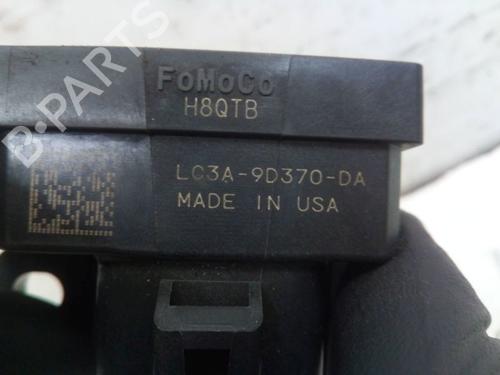 FoMoCo
H8QTB
LC3A-9D370-DA
MADE IN USA
B-PARTS